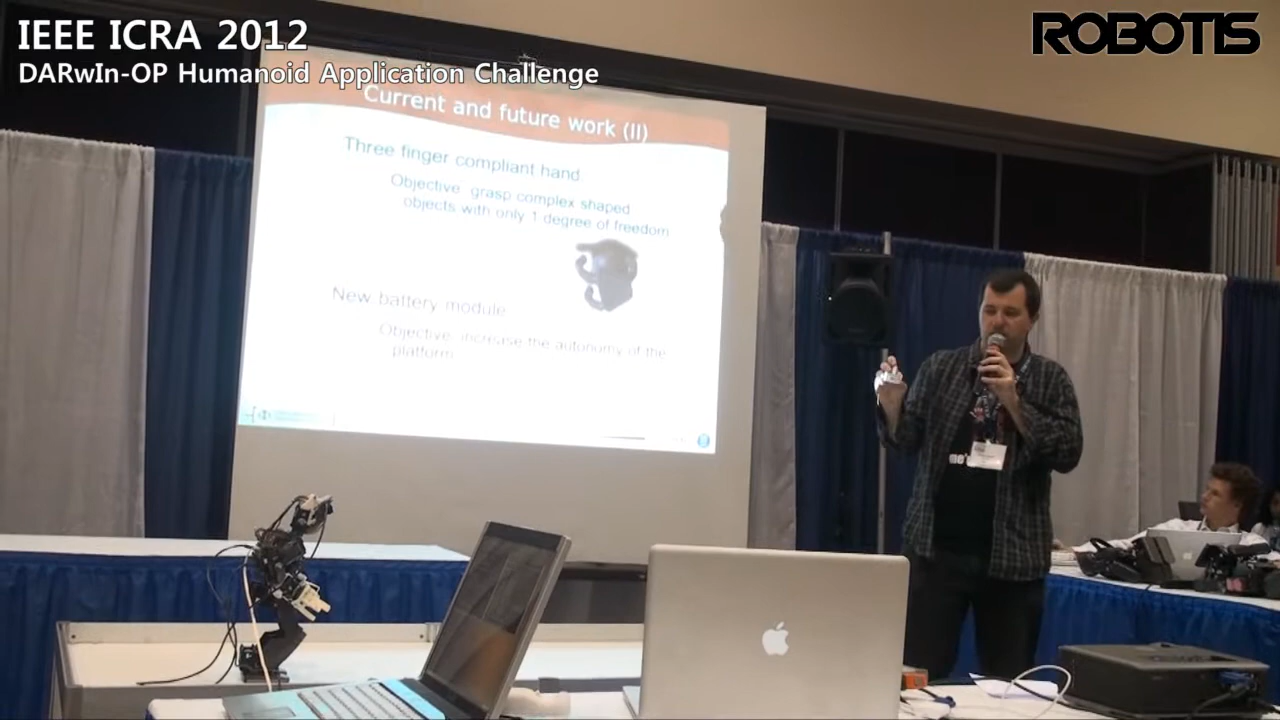 IEEE ICRA 2012
DARwIn-OP Humanoid Application Challenge
ROBOTIS
Current and future work (II)
Three finger compliant hand
Objective: grasp complex shaped
objects with only 1 degree of freedom
New battery module
Objective: increase the autonomy of the
platform